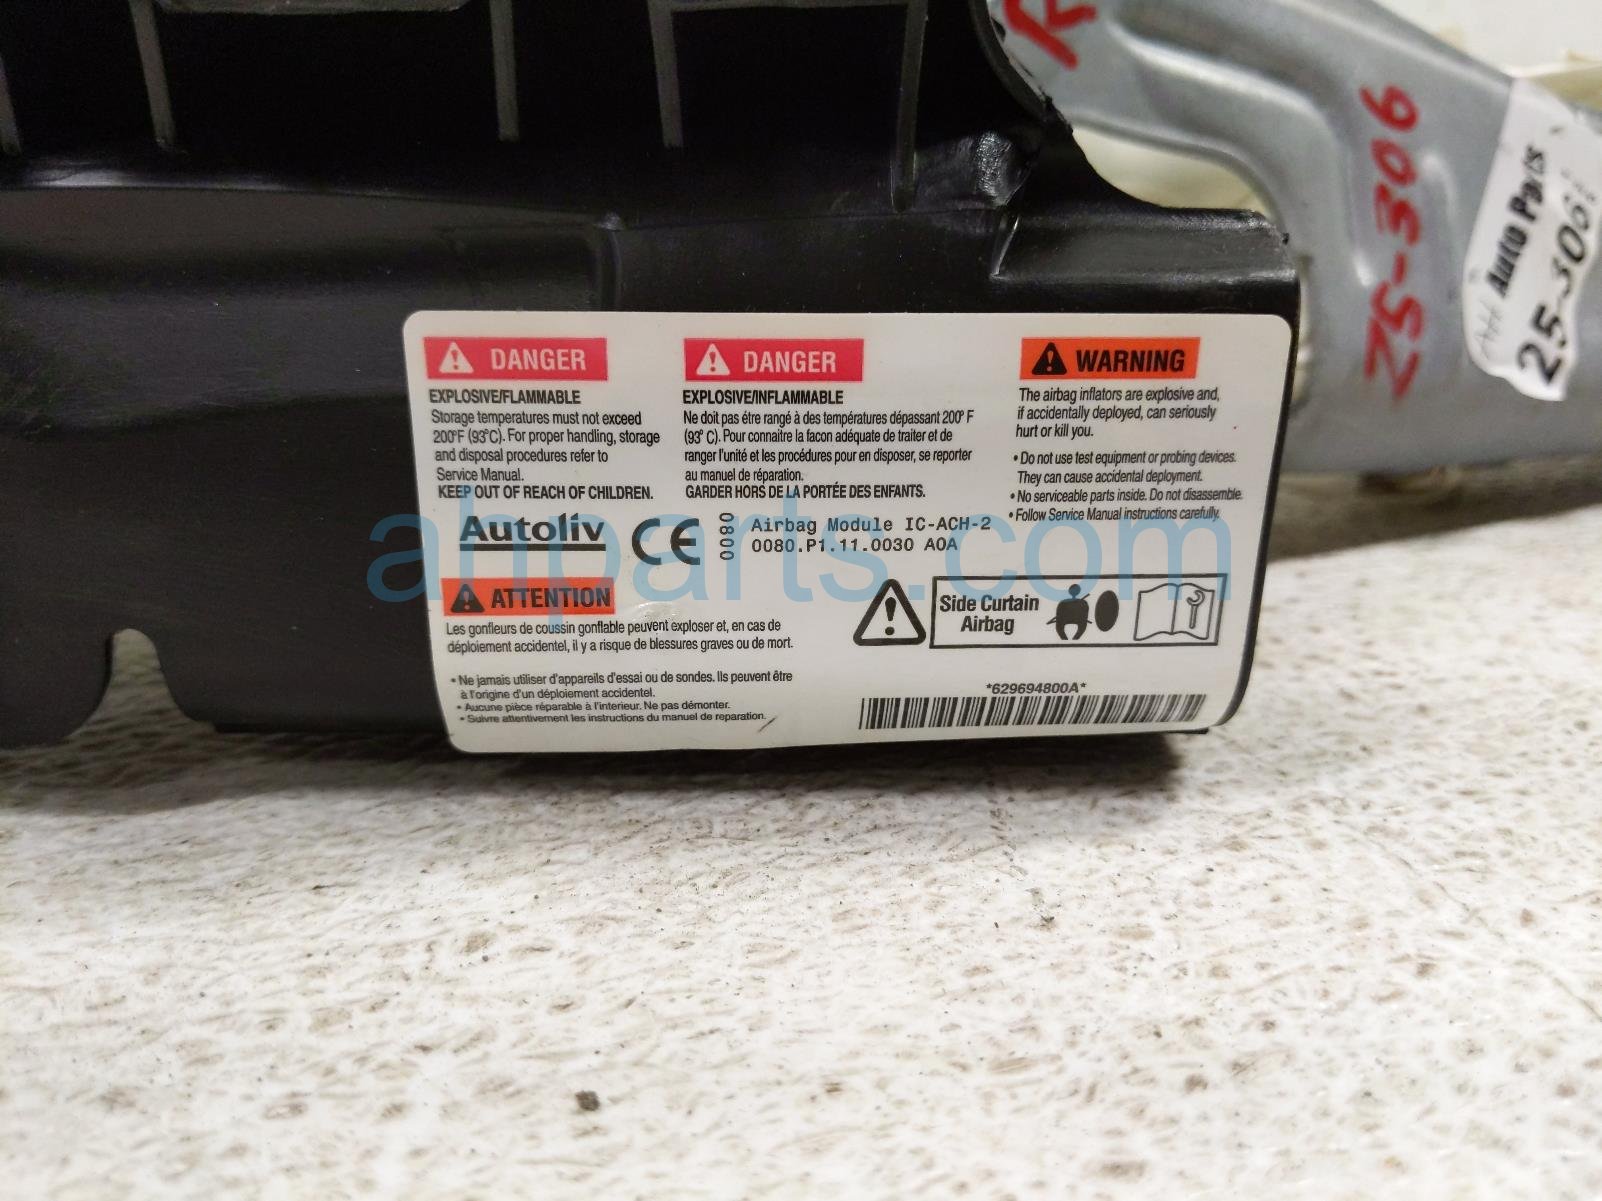 R
25-306
AH Auto Parts
25-306
DANGER
EXPLOSIVE/FLAMMABLE
Storage temperatures must not exceed
200°F (93°C). For proper handling, storage
and disposal procedures refer to
Service Manual.
KEEP OUT OF REACH OF CHILDREN.
DANGER
EXPLOSIVE/INFLAMMABLE
Ne doit pas étre rangé à des températures dépassant 200° F
(93° C). Pour connaitre la facon adéquate de traiter et de
ranger l'unité et les procédures pour en disposer, se reporter
au manuel de réparation.
GARDER HORS DE LA PORTÉE DES ENFANTS.
WARNING
The airbag inflators are explosive and,
if accidentally deployed, can seriously
hurt or kill you.
• Do not use test equipment or probing devices.
They can cause accidental deployment.
• No serviceable parts inside. Do not disassemble.
• Follow Service Manual instructions carefully.
Autoliv
CE
0080
Airbag Module IC-ACH-2
0080.P1.11.0030 A0A
ahparts.com
ATTENTION
Les gonfleurs de coussin gonflable peuvent exploser et, en cas de
déploiement accidentel, il y a risque de blessures graves ou de mort.
• Ne jamais utiliser d'appareils d'essai ou de sondes. Ils peuvent être
à l'origine d'un déploiement accidentel.
• Aucune pièce réparable à l'interieur. Ne pas démonter.
• Suivre attentivement les instructions du manuel de reparation.
Side Curtain
Airbag
*629694800A*